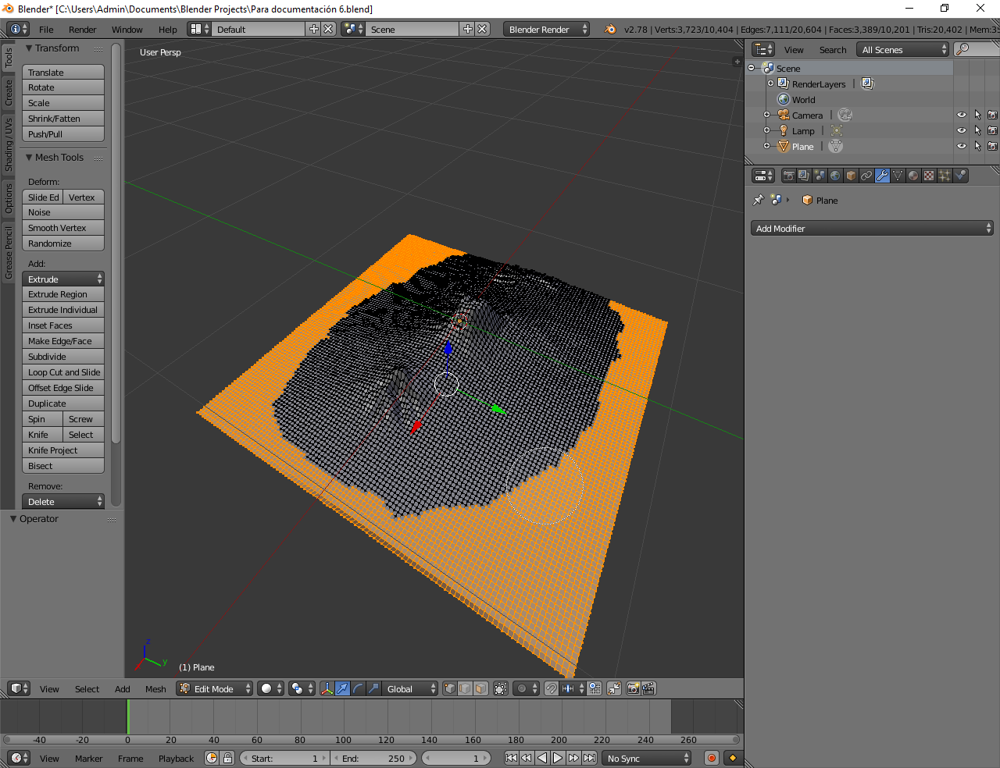 Blender* [C:\Users\Admin\Documents\Blender Projects\Para documentación 6.blend]
File Render Window Help Default Scene Blender Render v2.78 | Verts:3,723/10,404 | Edges:7,111/20,604 | Faces:3,389/10,201 | Tris:20,402 | Mem:3
Tools
Create
Shading / UVs
Options
Grease Pencil
Transform
Translate
Rotate
Scale
Shrink/Fatten
Push/Pull
Mesh Tools
Deform:
Slide Ed Vertex
Noise
Smooth Vertex
Randomize
Add:
Extrude
Extrude Region
Extrude Individual
Inset Faces
Make Edge/Face
Subdivide
Loop Cut and Slide
Offset Edge Slide
Duplicate
Spin Screw
Knife Select
Knife Project
Bisect
Remove:
Delete
Operator
User Persp
z
y
(1) Plane
View Search All Scenes
Scene
RenderLayers
World
Camera
Lamp
Plane
Plane
Add Modifier
View Select Add Mesh Edit Mode Global
-40 -20 0 20 40 60 80 100 120 140 160 180 200 220 240 260
View Marker Frame Playback Start: 1 End: 250 1 No Sync